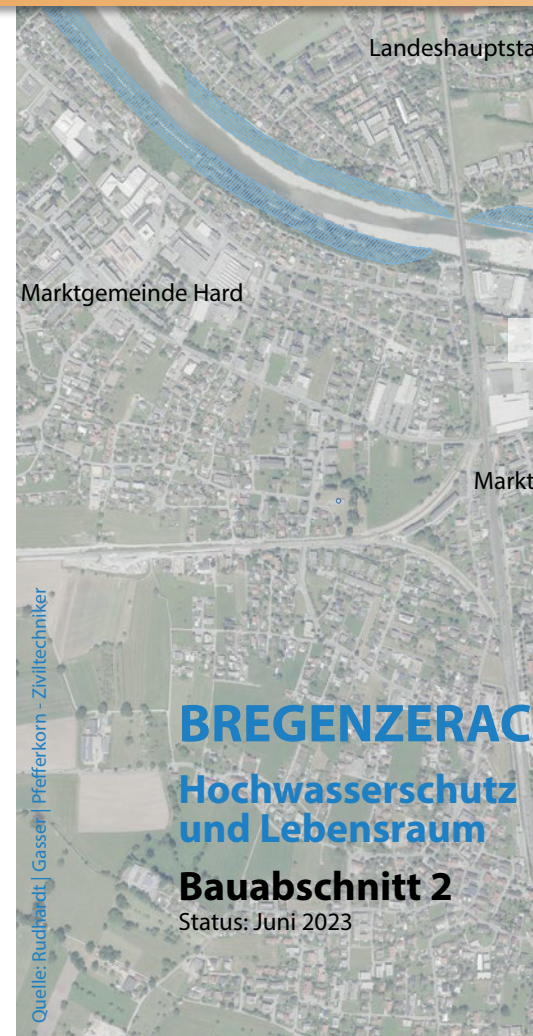 Landeshauptsta
Marktgemeinde Hard
Markt
BREGENZERAC
Hochwasserschutz
und Lebensraum
Bauabschnitt 2
Status: Juni 2023
Quelle: Rudhardt | Gasser | Pfefferkorn - Ziviltechniker